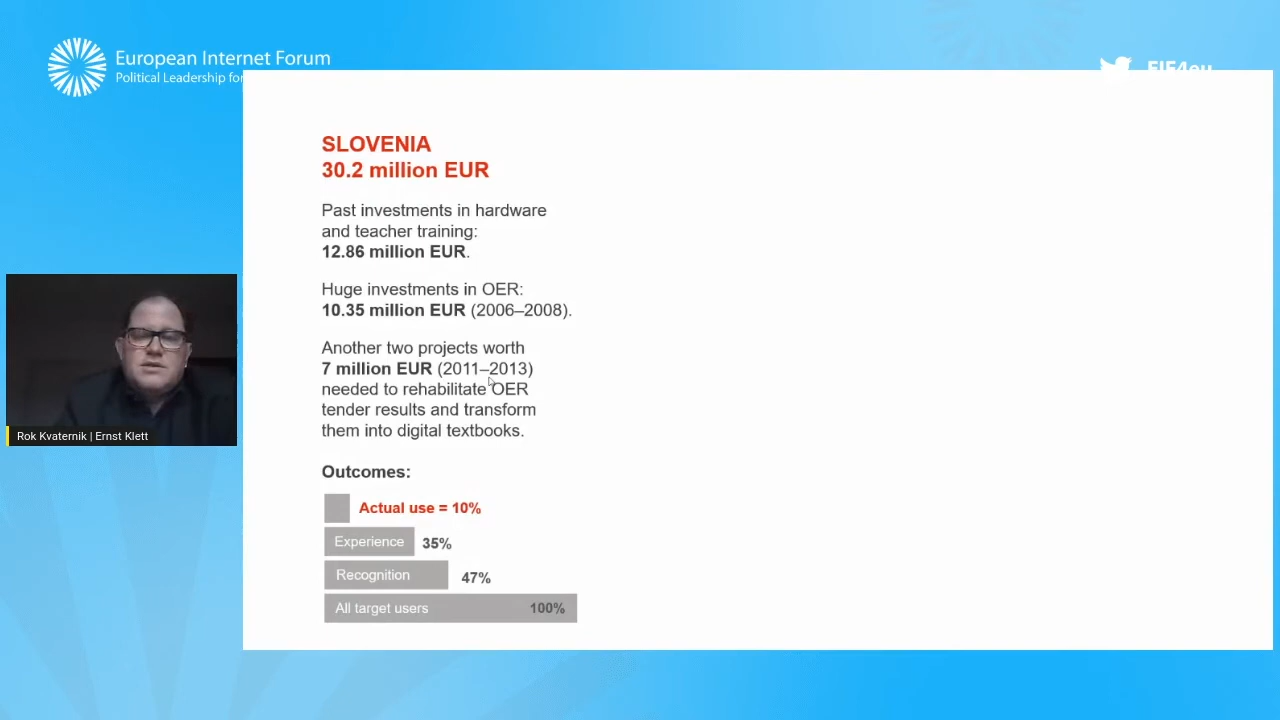 European Internet Forum
Political Leadership for
EIF4eu
SLOVENIA
30.2 million EUR
Past investments in hardware
and teacher training:
12.86 million EUR.
Huge investments in OER:
10.35 million EUR (2006–2008).
Another two projects worth
7 million EUR (2011–2013)
needed to rehabilitate OER
tender results and transform
them into digital textbooks.
Outcomes:
Actual use = 10%
Experience 35%
Recognition 47%
All target users 100%
Rok Kvaternik | Ernst Klett